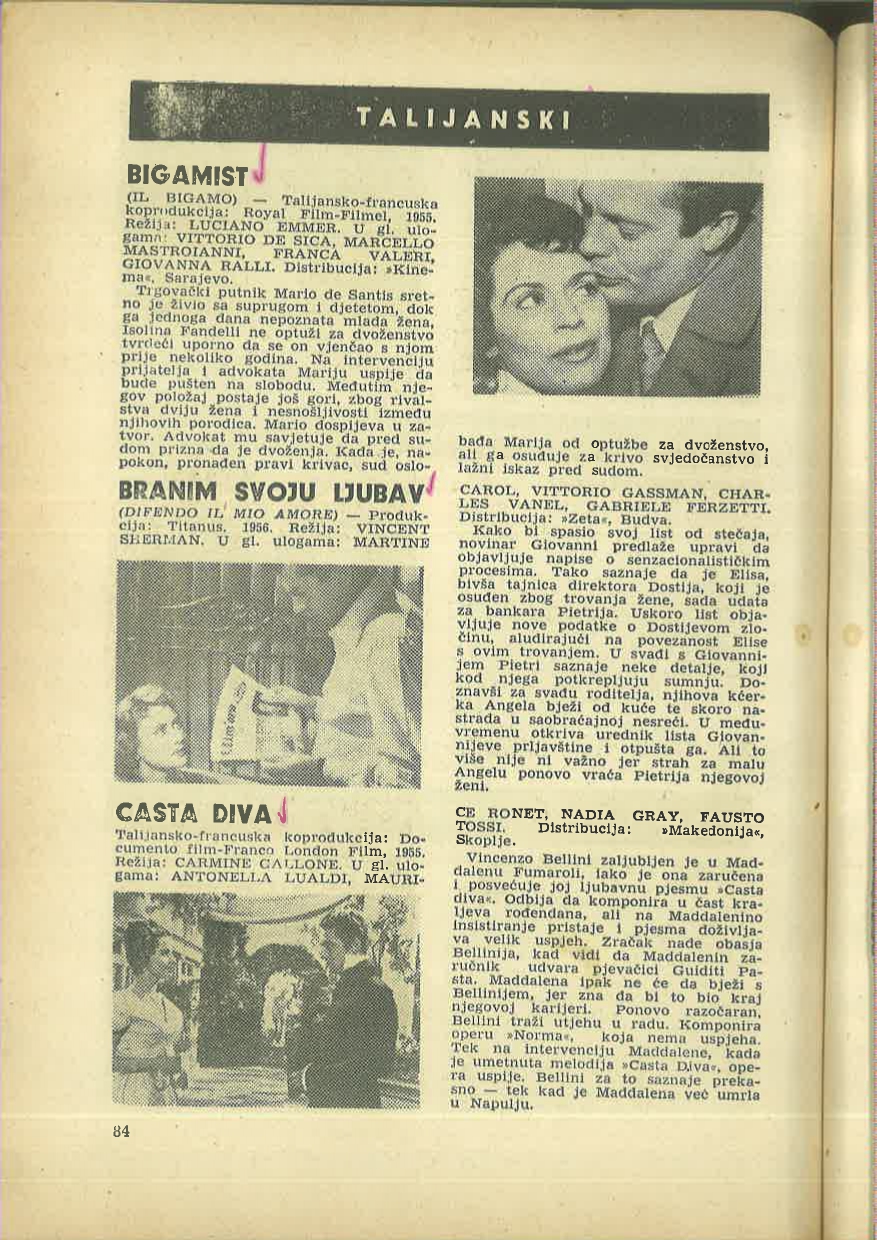 TALIJANSKI
BIGAMIST
(IL BIGAMO) — Talijansko-francuska
koprodukcija: Royal Film-Filmel, 1955.
Režija: LUCIANO EMMER. U gl. ulo-
gama: VITTORIO DE SICA, MARCELLO
MASTROIANNI, FRANCA VALERI,
GIOVANNA RALLI. Distribucija: »Kine-
ma«, Sarajevo.
Trgovački putnik Mario de Santis sret-
no je živio sa suprugom i djetetom, dok
ga jednoga dana nepoznata mlada žena,
Isolina Fandelli ne optuži za dvoženstvo
tvrdeći uporno da se on vjenčao s njom
prije nekoliko godina. Na intervenciju
prijatelja i advokata Mariju uspije da
bude pušten na slobodu. Međutim nje-
gov položaj postaje još gori, zbog rival-
stva dviju žena i nesnošljivosti između
njihovih porodica. Mario dospijeva u za-
tvor. Advokat mu savjetuje da pred su-
dom prizna da je dvoženja. Kada je, na-
pokon, pronađen pravi krivac, sud oslo-
bađa Marija od optužbe za dvoženstvo,
ali ga osuđuje za krivo svjedočanstvo i
lažni iskaz pred sudom.
BRANIM SVOJU LJUBAV
(DIFENDO IL MIO AMORE) — Produk-
cija: Titanus, 1956. Režija: VINCENT
SHERMAN. U gl. ulogama: MARTINE
CAROL, VITTORIO GASSMAN, CHAR-
LES VANEL, GABRIELE FERZETTI.
Distribucija: »Zeta«, Budva.
Kako bi spasio svoj list od stečaja,
novinar Giovanni predlaže upravi da
objavljuje napise o senzacionalističkim
procesima. Tako saznaje da je Elisa,
bivša tajnica direktora Dostija, koji je
osuđen zbog trovanja žene, sada udata
za bankara Pietrija. Uskoro list obja-
vljuje nove podatke o Dostijevom zlo-
činu, aludirajući na povezanost Elise
s ovim trovanjem. U svađi s Giovanni-
jem Pietri saznaje neke detalje, koji
kod njega potkrepljuju sumnju. Do-
znavši za svađu roditelja, njihova kćer-
ka Angela bježi od kuće te skoro na-
strada u saobraćajnoj nesreći. U među-
vremenu otkriva urednik lista Giovan-
nijeve prljavštine i otpušta ga. Ali to
više nije ni važno jer strah za malu
Angelu ponovo vraća Pietrija njegovoj
ženi.
CASTA DIVA
Talijansko-francuska koprodukcija: Do-
cumento film-Franco London Film, 1955.
Režija: CARMINE GALLONE. U gl. ulo-
gama: ANTONELLA LUALDI, MAURI-
CE RONET, NADIA GRAY, FAUSTO
TOSSI. Distribucija: »Makedonija«,
Skoplje.
Vincenzo Bellini zaljubljen je u Mad-
dalenu Fumaroli, iako je ona zaručena
i posvećuje joj ljubavnu pjesmu »Casta
diva«. Odbija da komponira u čast kra-
ljeva rođendana, ali na Maddalenino
insistiranje pristaje i pjesma doživlja-
va velik uspjeh. Zračak nade obasja
Bellinija, kad vidi da Maddalenin za-
ručnik udvara pjevačici Guiditi Pa-
sta. Maddalena ipak ne će da bježi s
Bellinijem, jer zna da bi to bio kraj
njegovoj karijeri. Ponovo razočaran,
Bellini traži utjehu u radu. Komponira
operu »Norma«, koja nema uspjeha.
Tek na intervenciju Maddalene, kada
je umetnuta melodija »Casta Diva«, ope-
ra uspije. Bellini za to saznaje preka-
sno — tek kad je Maddalena već umrla
u Napulju.
84